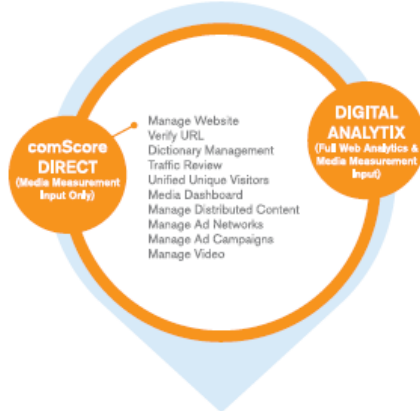 comScore
DIRECT
(Media Measurement
Input Only)
Manage Website
Verify URL
Dictionary Management
Traffic Review
Unified Unique Visitors
Media Dashboard
Manage Distributed Content
Manage Ad Networks
Manage Ad Campaigns
Manage Video
DIGITAL
ANALYTIX
(Full Web Analytics &
Media Measurement
Input)